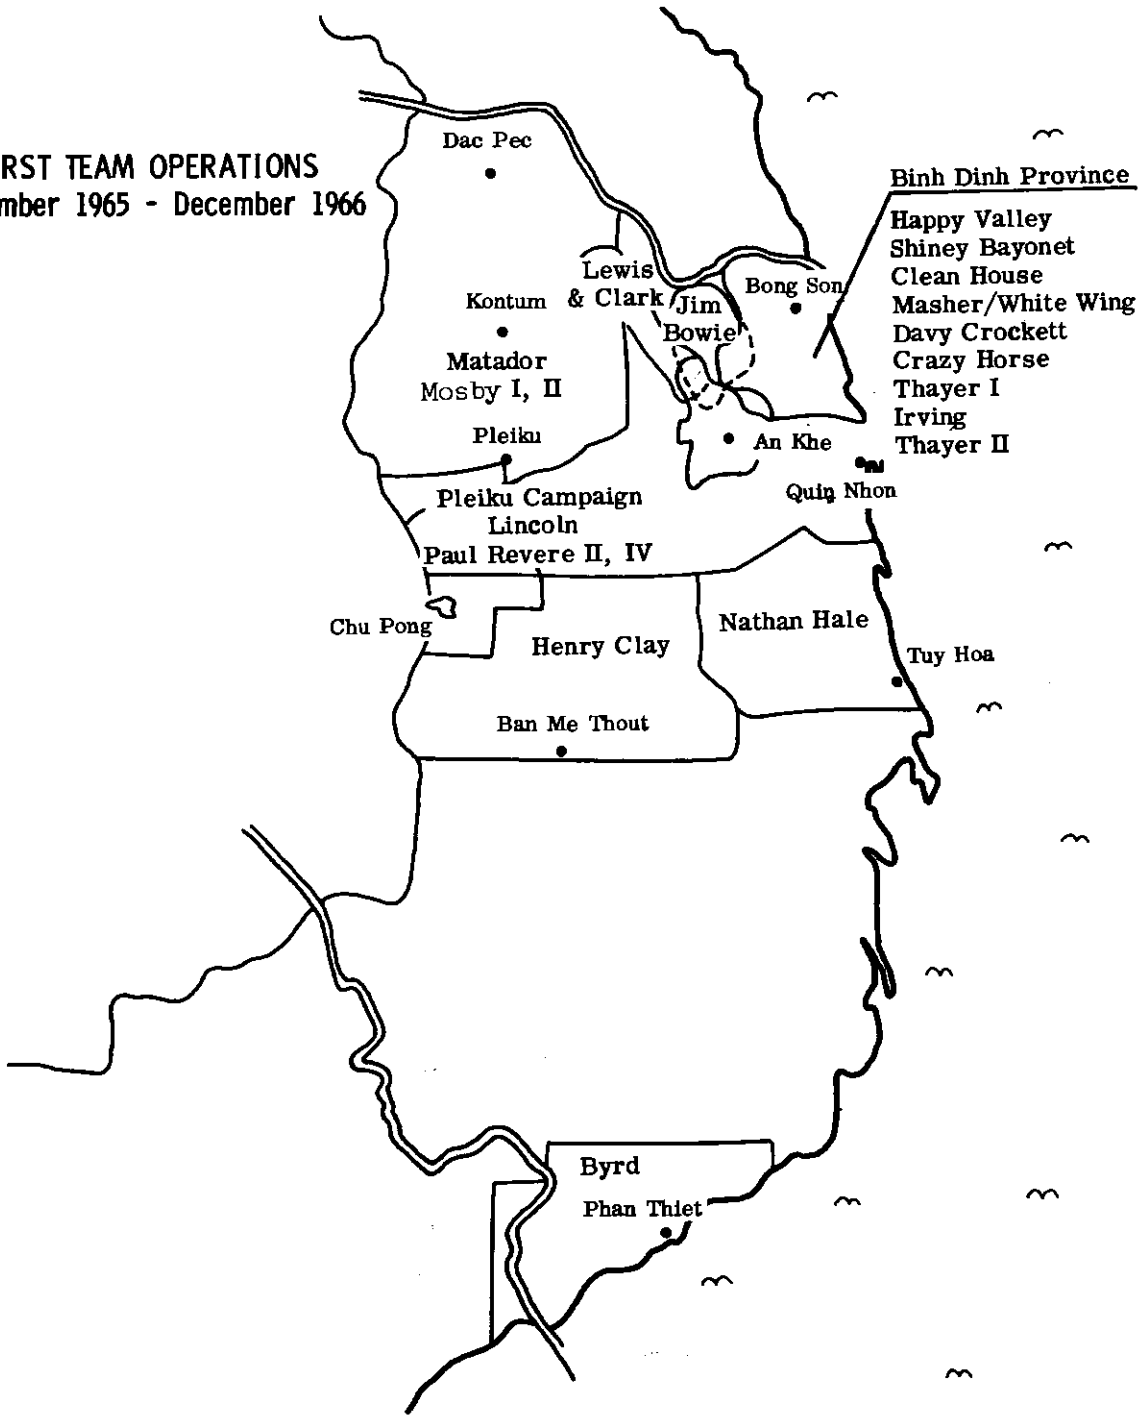 RST TEAM OPERATIONS
mber 1965 - December 1966
Dac Pec
Binh Dinh Province
Happy Valley
Shiney Bayonet
Clean House
Masher/White Wing
Davy Crockett
Crazy Horse
Thayer I
Irving
Thayer II
Lewis
& Clark
Jim
Bowie
Bong Son
Kontum
Matador
Mosby I, II
Pleiku
An Khe
Quin Nhon
Pleiku Campaign
Lincoln
Paul Revere II, IV
Chu Pong
Henry Clay
Nathan Hale
Tuy Hoa
Ban Me Thout
Byrd
Phan Thiet